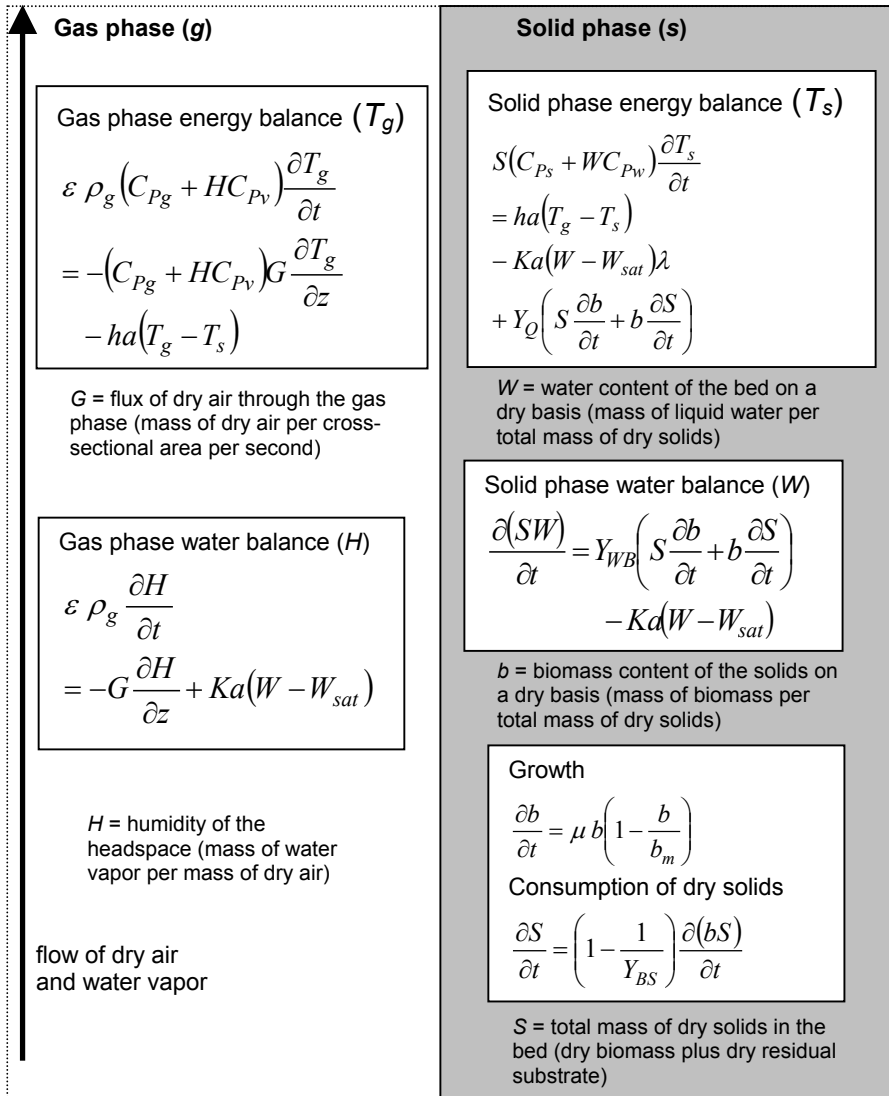 Gas phase (g)
Gas phase energy balance (T_g)
ε ρ_g(C_Pg + HC_Pv) ∂T_g/∂t
= −(C_Pg + HC_Pv)G ∂T_g/∂z
− ha(T_g − T_s)
G = flux of dry air through the gas
phase (mass of dry air per cross-
sectional area per second)
Gas phase water balance (H)
ε ρ_g ∂H/∂t
= −G ∂H/∂z + Ka(W − W_sat)
H = humidity of the
headspace (mass of water
vapor per mass of dry air)
flow of dry air
and water vapor
Solid phase (s)
Solid phase energy balance (T_s)
S(C_Ps + WC_Pw) ∂T_s/∂t
= ha(T_g − T_s)
− Ka(W − W_sat)λ
+ Y_Q(S ∂b/∂t + b ∂S/∂t)
W = water content of the bed on a
dry basis (mass of liquid water per
total mass of dry solids)
Solid phase water balance (W)
∂(SW)/∂t = Y_WB(S ∂b/∂t + b ∂S/∂t)
− Ka(W − W_sat)
b = biomass content of the solids on
a dry basis (mass of biomass per
total mass of dry solids)
Growth
∂b/∂t = μ b(1 − b/b_m)
Consumption of dry solids
∂S/∂t = (1 − 1/Y_BS) ∂(bS)/∂t
S = total mass of dry solids in the
bed (dry biomass plus dry residual
substrate)